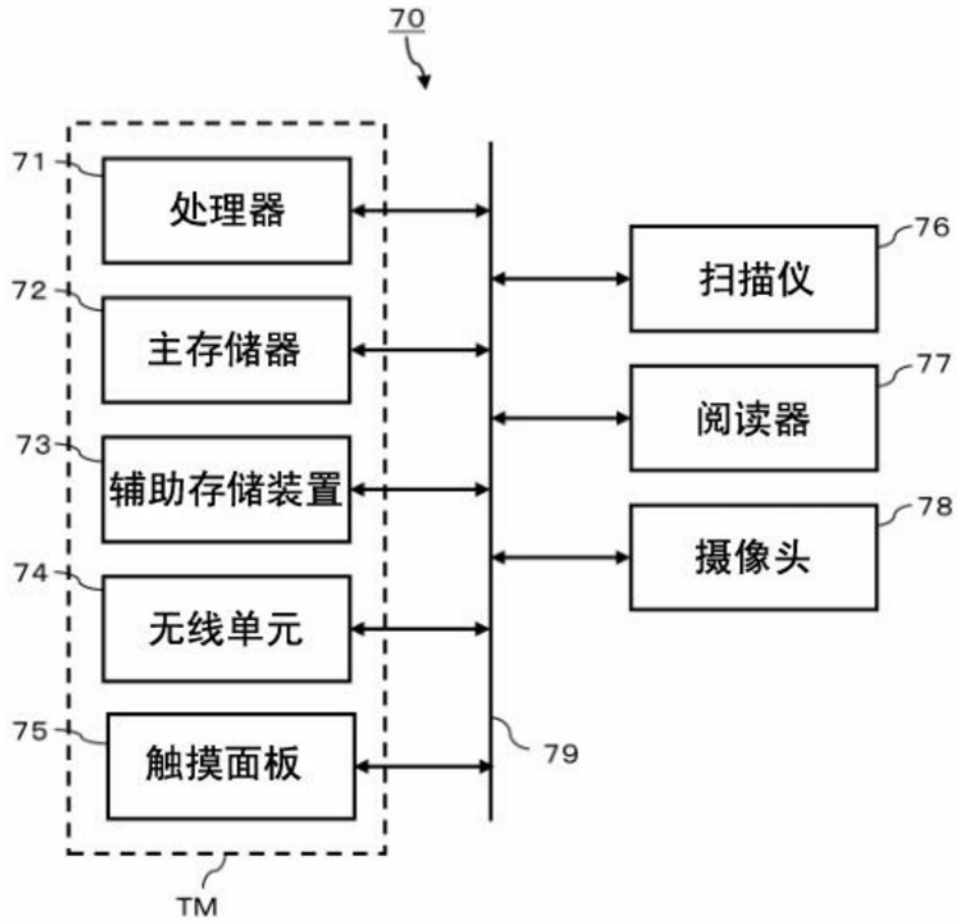 70
71
处理器
76
扫描仪
72
主存储器
77
阅读器
73
辅助存储装置
78
摄像头
74
无线单元
75
触摸面板
79
TM